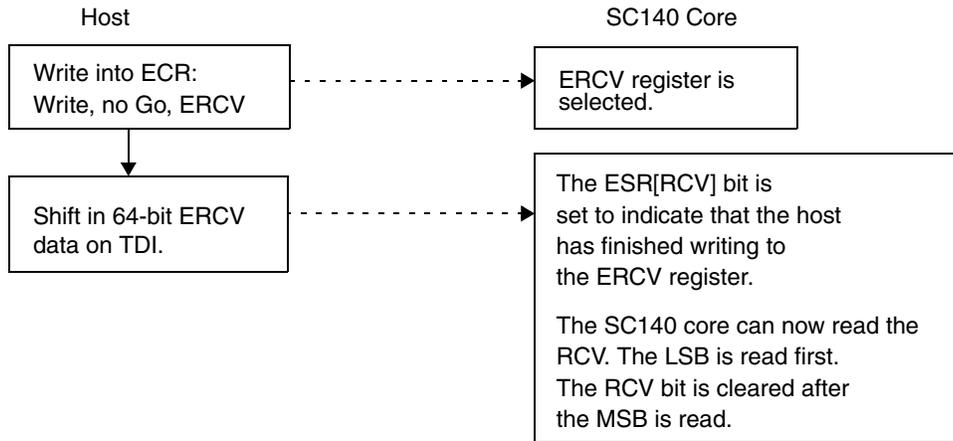 Host
SC140 Core
Write into ECR:
Write, no Go, ERCV
ERCV register is
selected.
Shift in 64-bit ERCV
data on TDI.
The ESR[RCV] bit is
set to indicate that the host
has finished writing to
the ERCV register.
The SC140 core can now read the
RCV. The LSB is read first.
The RCV bit is cleared after
the MSB is read.